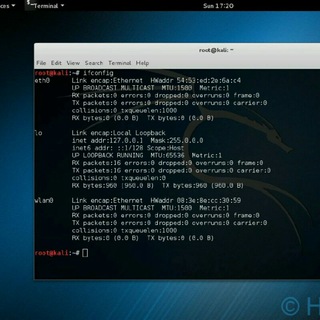 Terminal
Sun 17:20
root@kali: ~
File Edit View Search Terminal Help
root@kali:~# ifconfig
eth0 Link encap:Ethernet HWaddr 54:53:ed:2e:6a:c4
UP BROADCAST MULTICAST MTU:1500 Metric:1
RX packets:0 errors:0 dropped:0 overruns:0 frame:0
TX packets:0 errors:0 dropped:0 overruns:0 carrier:0
collisions:0 txqueuelen:1000
RX bytes:0 (0.0 B) TX bytes:0 (0.0 B)
lo Link encap:Local Loopback
inet addr:127.0.0.1 Mask:255.0.0.0
inet6 addr: ::1/128 Scope:Host
UP LOOPBACK RUNNING MTU:65536 Metric:1
RX packets:16 errors:0 dropped:0 overruns:0 frame:0
TX packets:16 errors:0 dropped:0 overruns:0 carrier:0
collisions:0 txqueuelen:0
RX bytes:960 (960.0 B) TX bytes:960 (960.0 B)
wlan0 Link encap:Ethernet HWaddr 08:3e:8e:cc:30:59
UP BROADCAST MULTICAST MTU:1500 Metric:1
RX packets:0 errors:0 dropped:0 overruns:0 frame:0
TX packets:0 errors:0 dropped:0 overruns:0 carrier:0
collisions:0 txqueuelen:1000
RX bytes:0 (0.0 B) TX bytes:0 (0.0 B)
root@kali:~#
© H